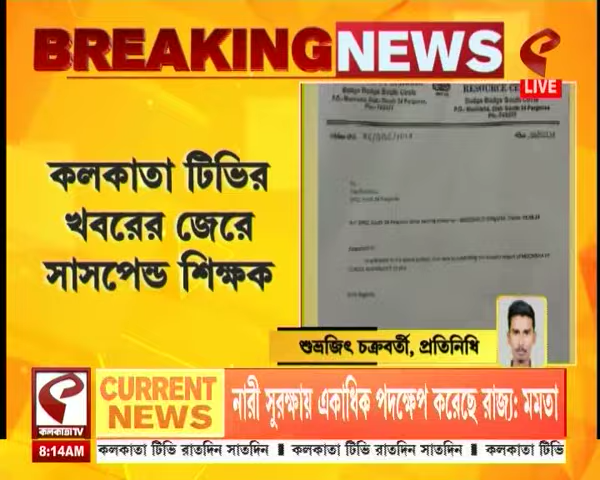 BREAKING NEWS
LIVE
কলকাতা টিভির
খবরের জেরে
সাসপেন্ড শিক্ষক
RESOURCE
Budge Budge South Circle
শুভ্রজিৎ চক্রবর্তী, প্রতিনিধি
CURRENT
NEWS
নারী সুরক্ষায় একাধিক পদক্ষেপ করেছে রাজ্য: মমতা
কলকাতা TV
8:14AM
কলকাতা টিভি রাতদিন সাতদিন
কলকাতা টিভি রাতদিন সাতদিন
কলকাতা টিভি